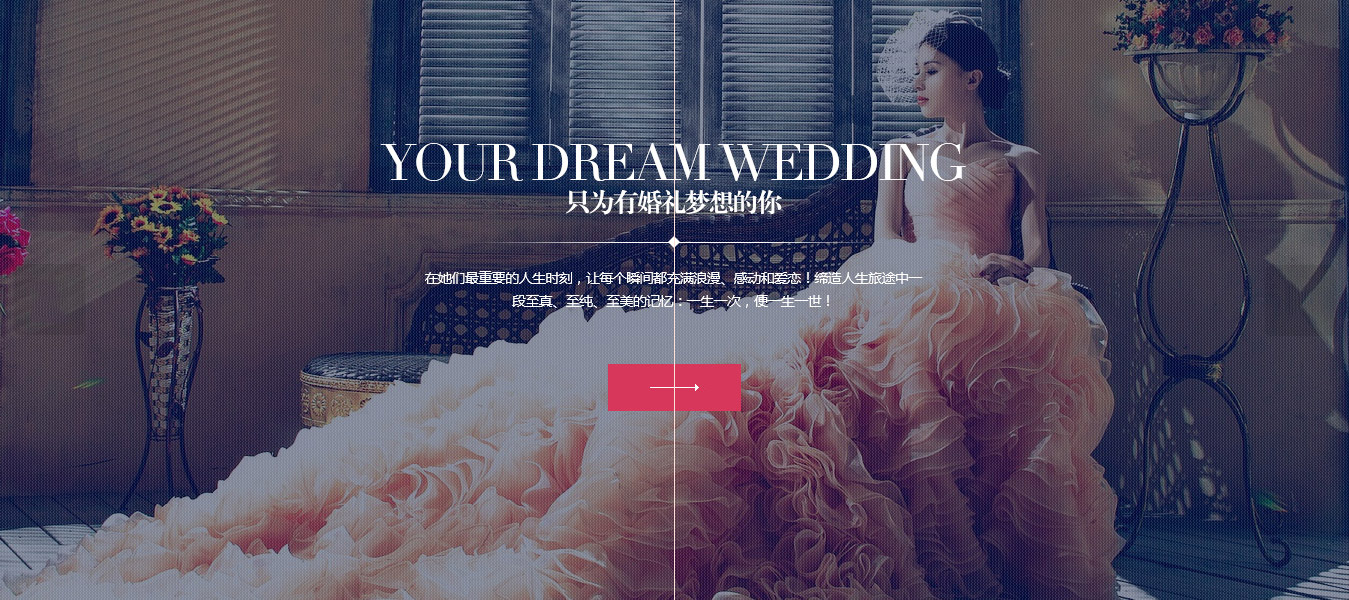 YOUR DREAM WEDDING
只为有婚礼梦想的你
在她们最重要的人生时刻，让每个瞬间都充满浪漫、感动和爱恋！缔造人生旅途中一
段至真、至纯、至美的记忆：一生一次，便一生一世！